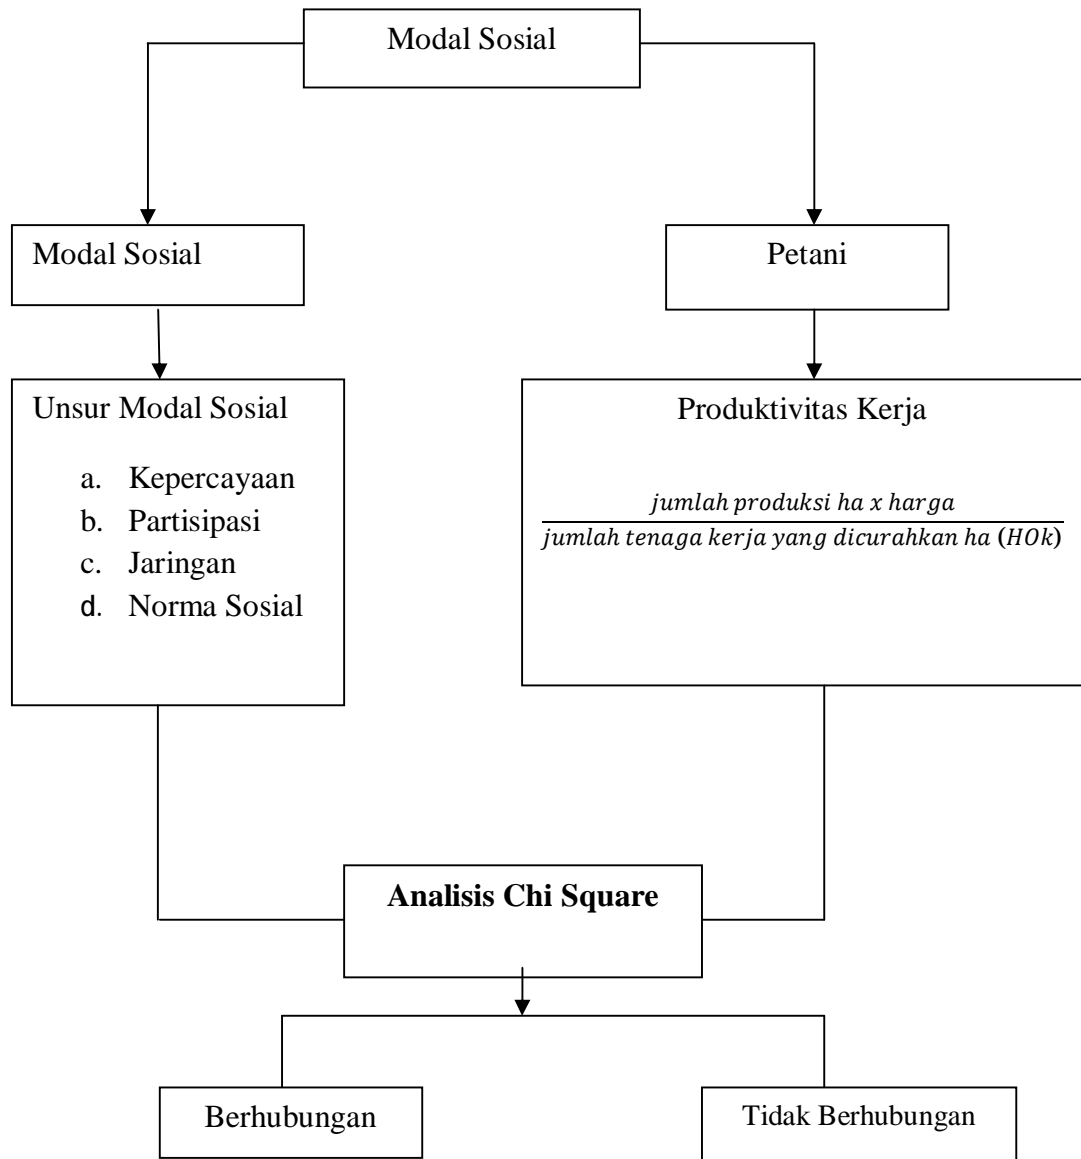 Modal Sosial
Modal Sosial
Petani
Unsur Modal Sosial
a. Kepercayaan
b. Partisipasi
c. Jaringan
d. Norma Sosial
Produktivitas Kerja
jumlah produksi ha x harga
jumlah tenaga kerja yang dicurahkan ha (HOk)
Analisis Chi Square
Berhubungan
Tidak Berhubungan